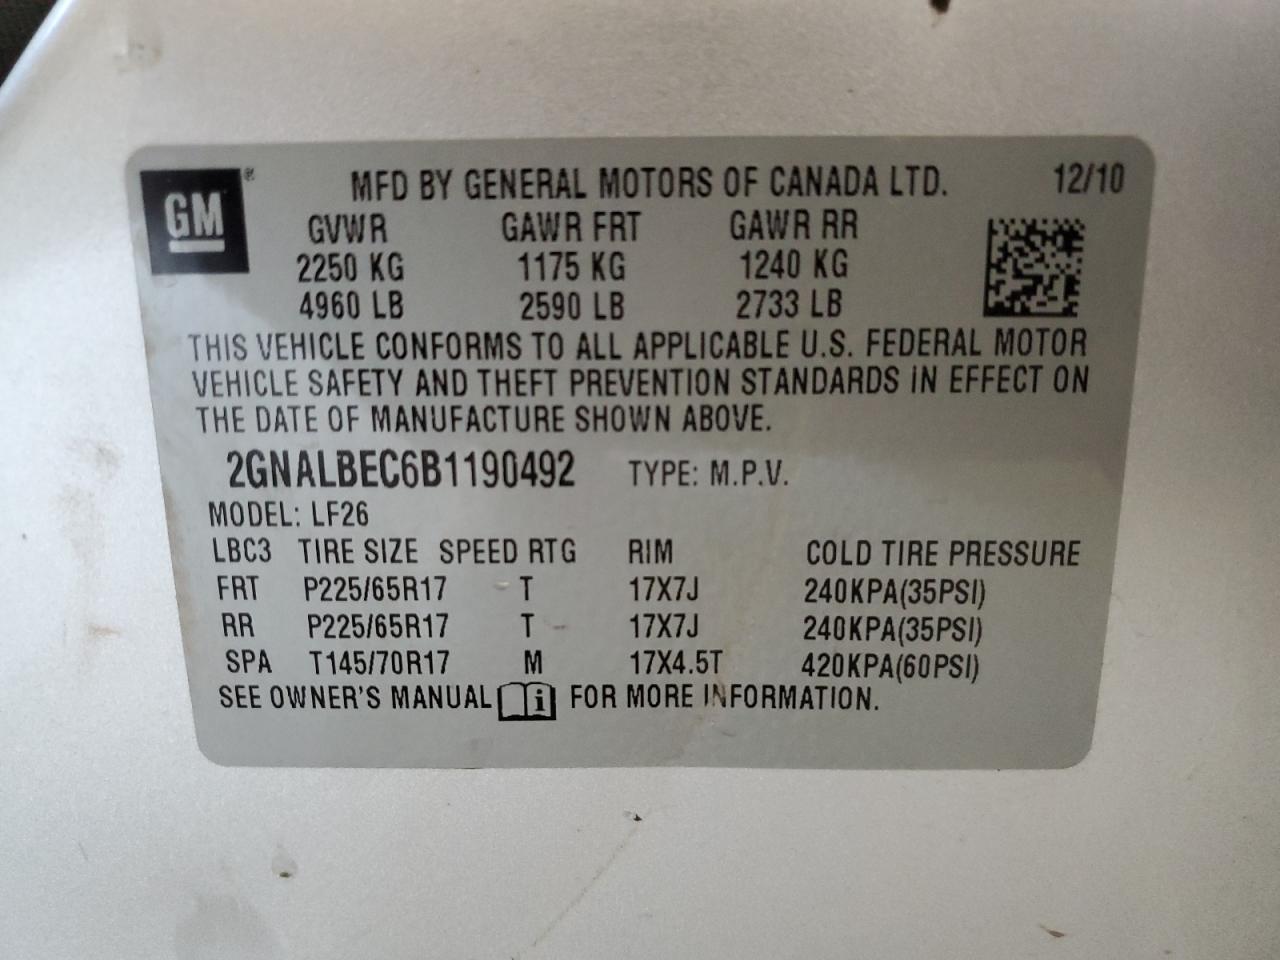 GM® MFD BY GENERAL MOTORS OF CANADA LTD. 12/10
GVWR GAWR FRT GAWR RR
2250 KG 1175 KG 1240 KG
4960 LB 2590 LB 2733 LB
THIS VEHICLE CONFORMS TO ALL APPLICABLE U.S. FEDERAL MOTOR
VEHICLE SAFETY AND THEFT PREVENTION STANDARDS IN EFFECT ON
THE DATE OF MANUFACTURE SHOWN ABOVE.
2GNALBEC6B1190492 TYPE: M.P.V.
MODEL: LF26
LBC3 TIRE SIZE SPEED RTG RIM COLD TIRE PRESSURE
FRT P225/65R17 T 17X7J 240KPA(35PSI)
RR P225/65R17 T 17X7J 240KPA(35PSI)
SPA T145/70R17 M 17X4.5T 420KPA(60PSI)
SEE OWNER'S MANUAL i FOR MORE INFORMATION.